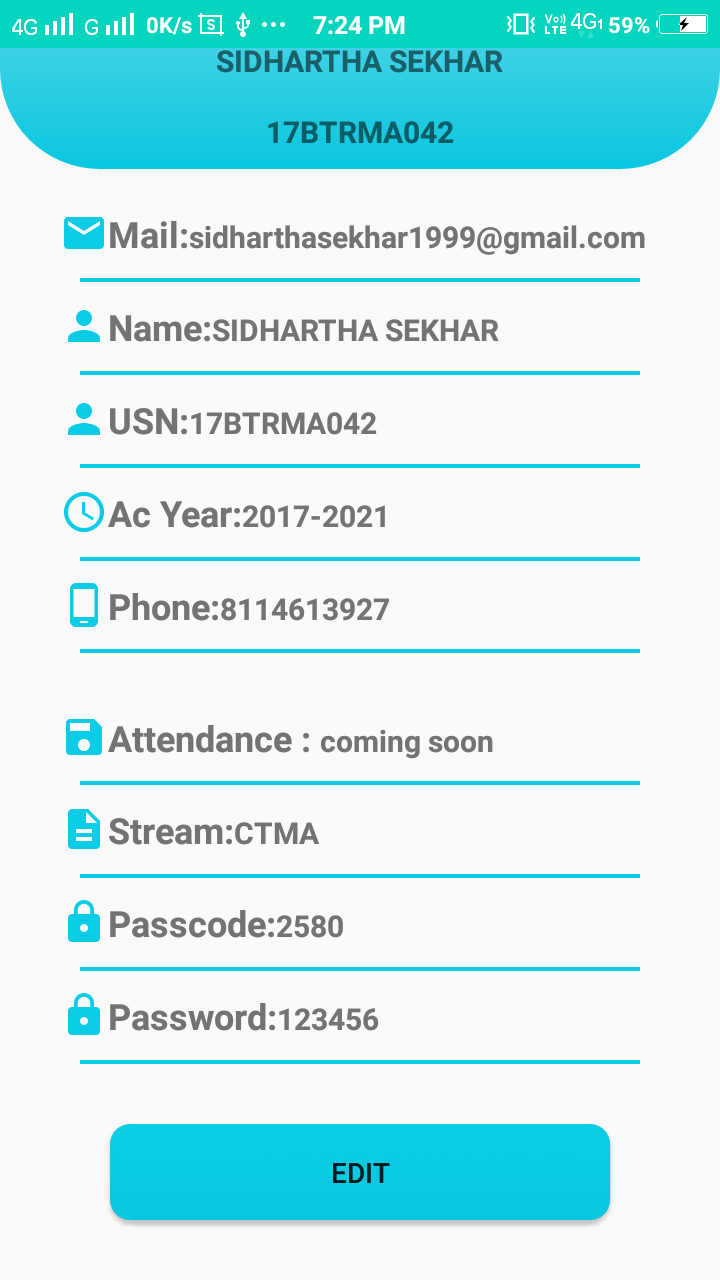 4G G 0K/s S 7:24 PM Vo)) LTE 4G1 59%
SIDHARTHA SEKHAR
17BTRMA042
Mail:sidharthasekhar1999@gmail.com
Name:SIDHARTHA SEKHAR
USN:17BTRMA042
Ac Year:2017-2021
Phone:8114613927
Attendance : coming soon
Stream:CTMA
Passcode:2580
Password:123456
EDIT